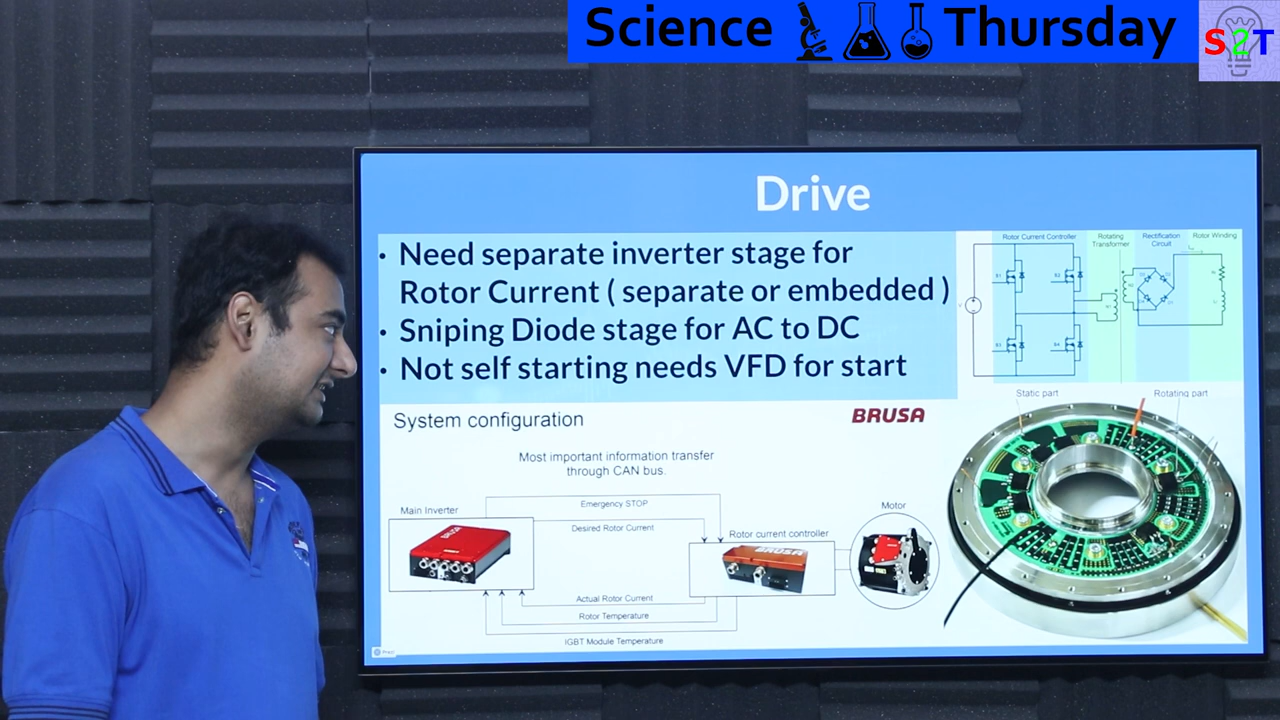 Science Thursday
S2T
Drive
• Need separate inverter stage for
Rotor Current ( separate or embedded )
• Sniping Diode stage for AC to DC
• Not self starting needs VFD for start
Rotor Current Controller
Rotating
Transformer
Rectification
Circuit
Rotor Winding
Static part
Rotating part
System configuration
BRUSA
Most important information transfer
through CAN bus.
Emergency STOP
Main Inverter
Desired Rotor Current
Rotor current controller
Motor
BRUSA
BRUSA
Actual Rotor Current
Rotor Temperature
IGBT Module Temperature
Prezi